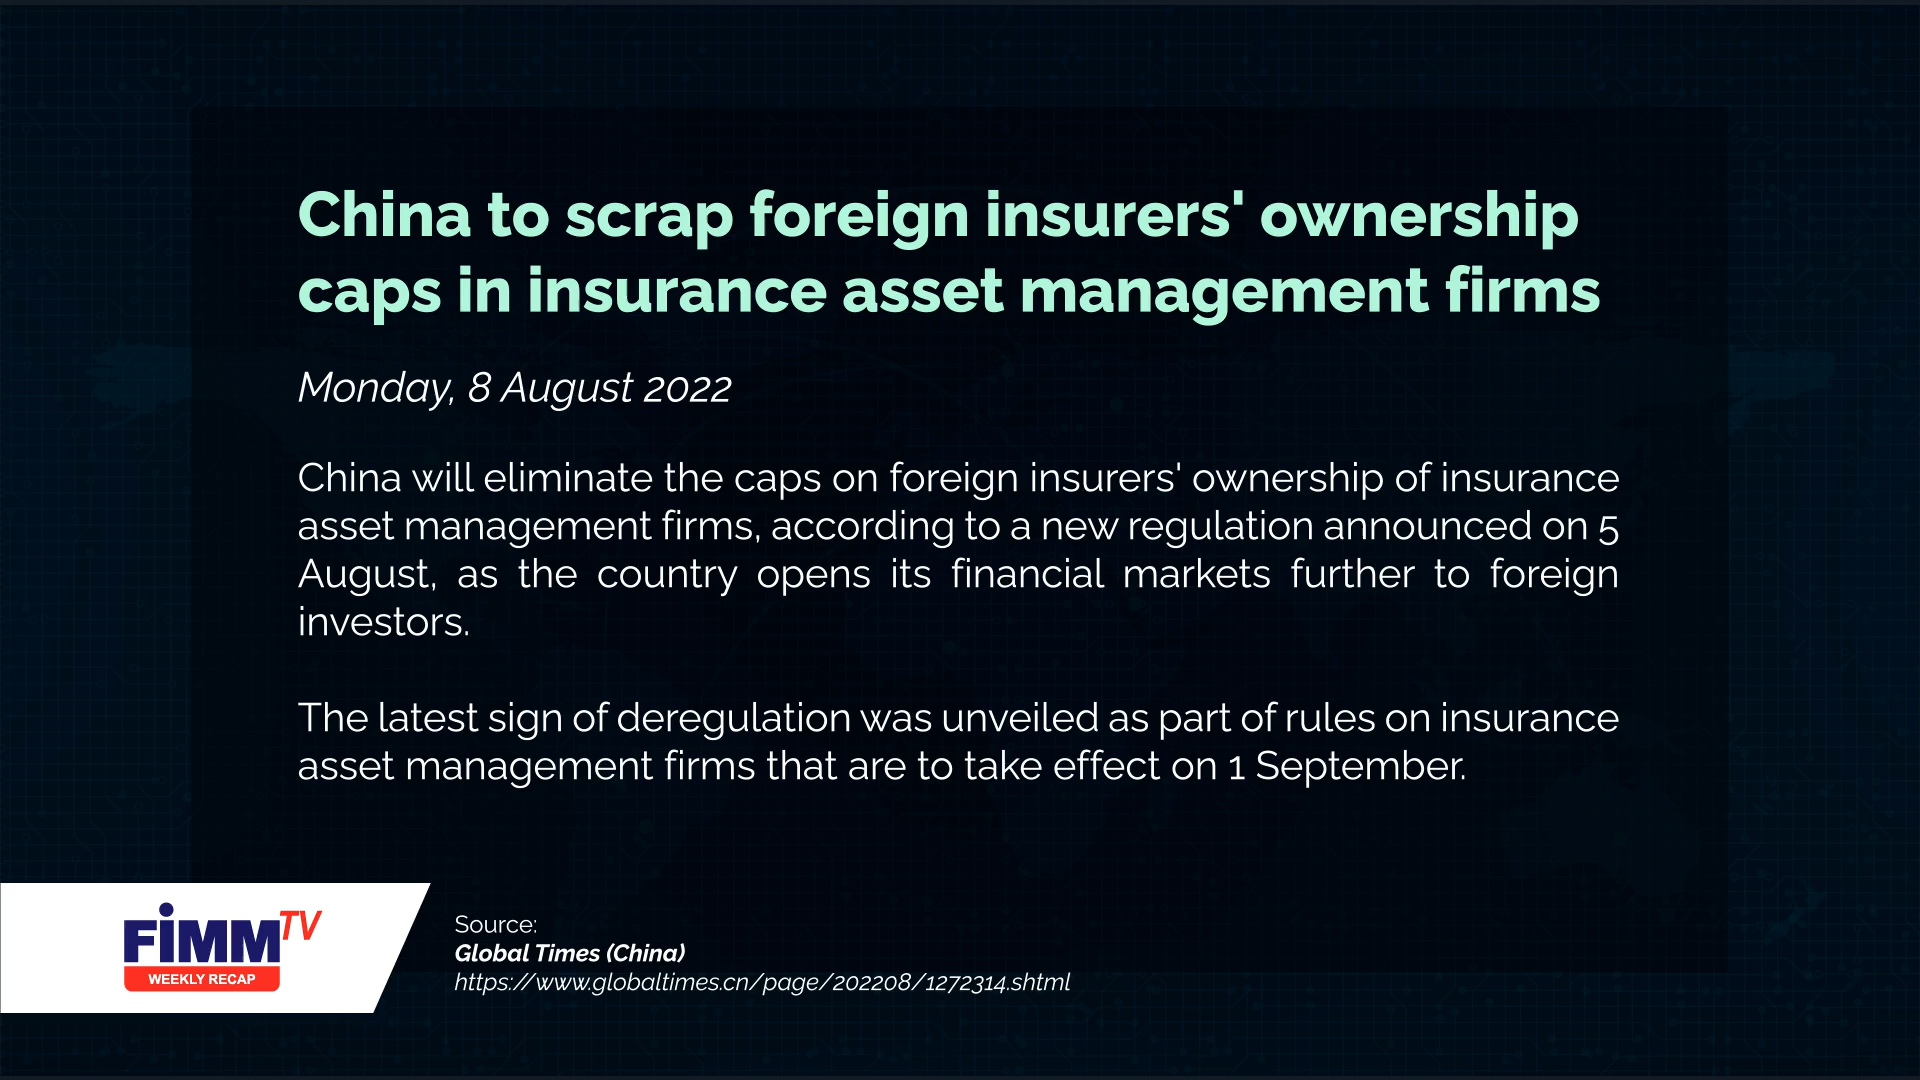 China to scrap foreign insurers' ownership
caps in insurance asset management firms
Monday, 8 August 2022
China will eliminate the caps on foreign insurers' ownership of insurance
asset management firms, according to a new regulation announced on 5
August, as the country opens its financial markets further to foreign
investors.
The latest sign of deregulation was unveiled as part of rules on insurance
asset management firms that are to take effect on 1 September.
FiMM TV
WEEKLY RECAP
Source:
Global Times (China)
https://www.globaltimes.cn/page/202208/1272314.shtml